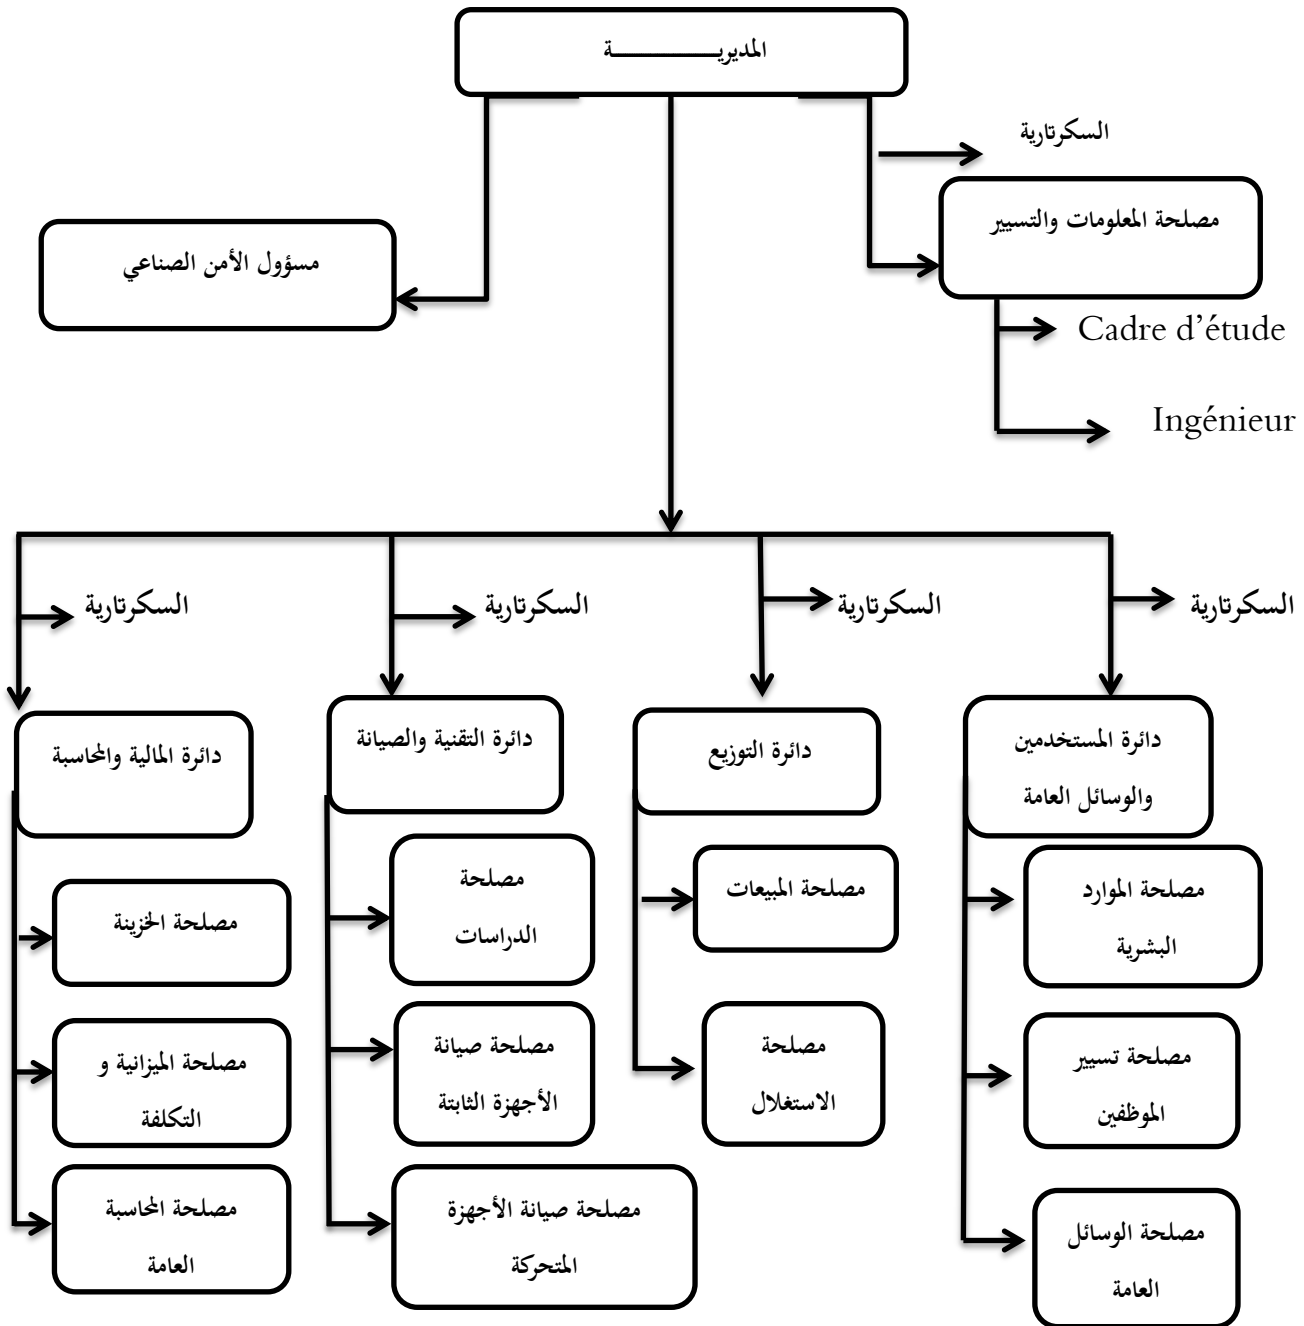 المديريـــــــــــــة
السكرتارية
مصلحة المعلومات والتسيير
مسؤول الأمن الصناعي
Cadre d’étude
Ingénieur
السكرتارية
السكرتارية
السكرتارية
السكرتارية
دائرة المستخدمين
والوسائل العامة
دائرة التوزيع
دائرة التقنية والصيانة
دائرة المالية والمحاسبة
مصلحة الموارد
البشرية
مصلحة تسيير
الموظفين
مصلحة الوسائل
العامة
مصلحة المبيعات
مصلحة
الاستغلال
مصلحة
الدراسات
مصلحة صيانة
الأجهزة الثابتة
مصلحة صيانة الأجهزة
المتحركة
مصلحة الخزينة
مصلحة الميزانية و
التكلفة
مصلحة المحاسبة
العامة